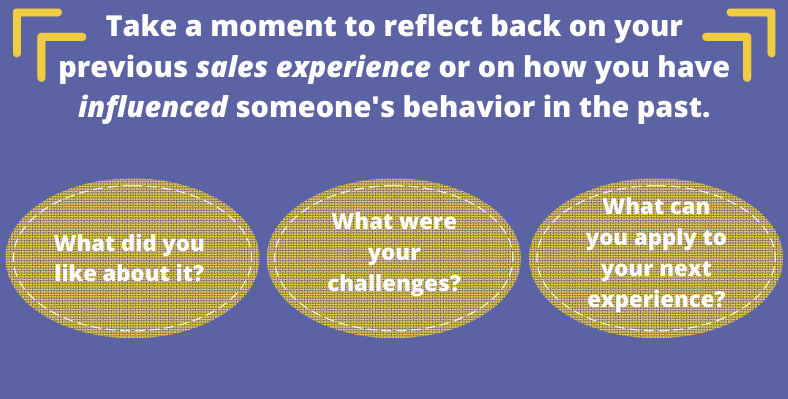 Take a moment to reflect back on your
previous sales experience or on how you have
influenced someone's behavior in the past.
What did you
like about it?
What were
your
challenges?
What can
you apply to
your next
experience?